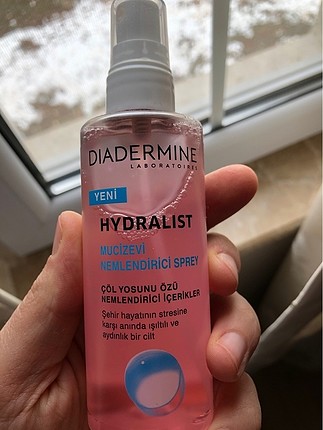 DIADERMINE
LABORATOIRES
YENİ
HYDRALIST
MUCİZEVİ
NEMLENDİRİCİ SPREY
ÇÖL YOSUNU ÖZÜ
NEMLENDİRİCİ İÇERİKLER
Şehir hayatının stresine
karşı anında ışıltılı ve
aydınlık bir cilt